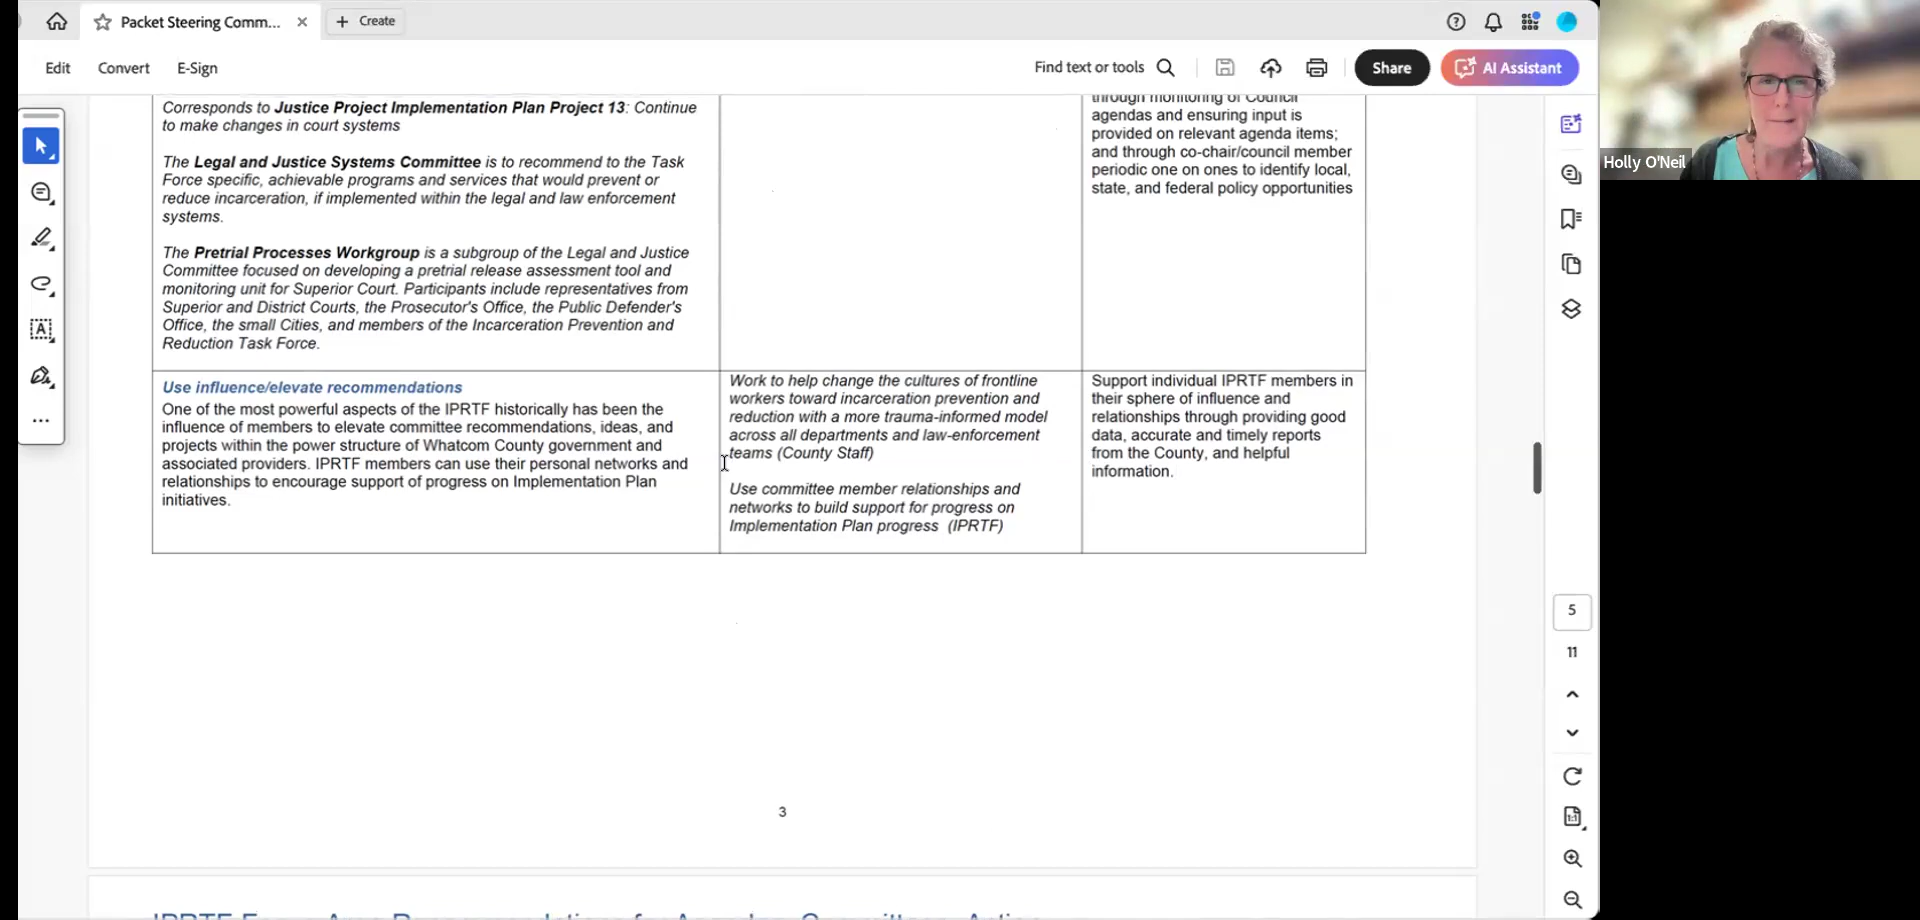 Packet Steering Comm...
Create
Edit
Convert
E-Sign
Find text or tools
Share
AI Assistant
Holly O'Neil
Corresponds to Justice Project Implementation Plan Project 13: Continue
to make changes in court systems
The Legal and Justice Systems Committee is to recommend to the Task
Force specific, achievable programs and services that would prevent or
reduce incarceration, if implemented within the legal and law enforcement
systems.
The Pretrial Processes Workgroup is a subgroup of the Legal and Justice
Committee focused on developing a pretrial release assessment tool and
monitoring unit for Superior Court. Participants include representatives from
Superior and District Courts, the Prosecutor's Office, the Public Defender's
Office, the small Cities, and members of the Incarceration Prevention and
Reduction Task Force.
through monitoring of Council
agendas and ensuring input is
provided on relevant agenda items;
and through co-chair/council member
periodic one on ones to identify local,
state, and federal policy opportunities
Use influence/elevate recommendations
One of the most powerful aspects of the IPRTF historically has been the
influence of members to elevate committee recommendations, ideas, and
projects within the power structure of Whatcom County government and
associated providers. IPRTF members can use their personal networks and
relationships to encourage support of progress on Implementation Plan
initiatives.
Work to help change the cultures of frontline
workers toward incarceration prevention and
reduction with a more trauma-informed model
across all departments and law-enforcement
teams (County Staff)
Use committee member relationships and
networks to build support for progress on
Implementation Plan progress (IPRTF)
Support individual IPRTF members in
their sphere of influence and
relationships through providing good
data, accurate and timely reports
from the County, and helpful
information.
5
11
3